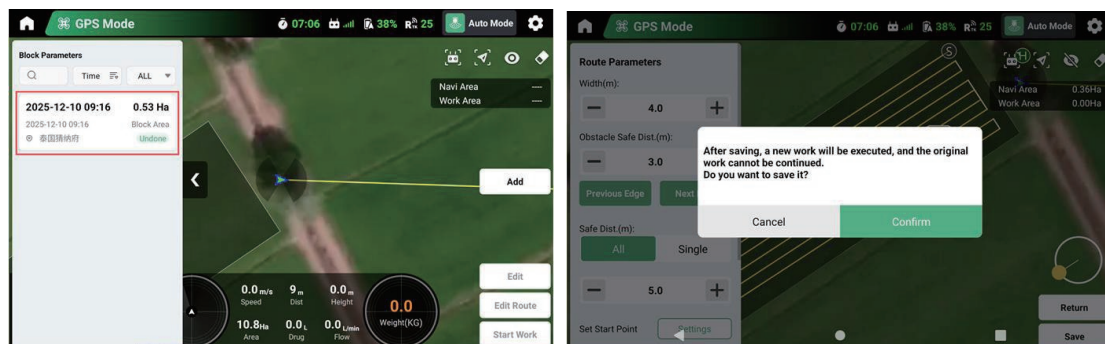 GPS Mode
07:06
38%
25
Auto Mode
Block Parameters
Time
ALL
2025-12-10 09:16
0.53 Ha
2025-12-10 09:16
Block Area
泰国猜纳府
Undone
Navi Area
Work Area
Add
Edit
Edit Route
Start Work
0.0 m/s
9 m
0.0 m
Speed
Dist
Height
10.8Ha
0.0 L
0.0 L/min
Area
Drug
Flow
0.0
Weight(KG)
GPS Mode
07:06
38%
25
Auto Mode
Route Parameters
Width(m):
4.0
Obstacle Safe Dist.(m):
3.0
Previous Edge
Next
Safe Dist.(m):
All
Single
5.0
Set Start Point
Settings
S
H
Navi Area 0.36Ha
Work Area 0.00Ha
After saving, a new work will be executed, and the original
work cannot be continued.
Do you want to save it?
Cancel
Confirm
Return
Save